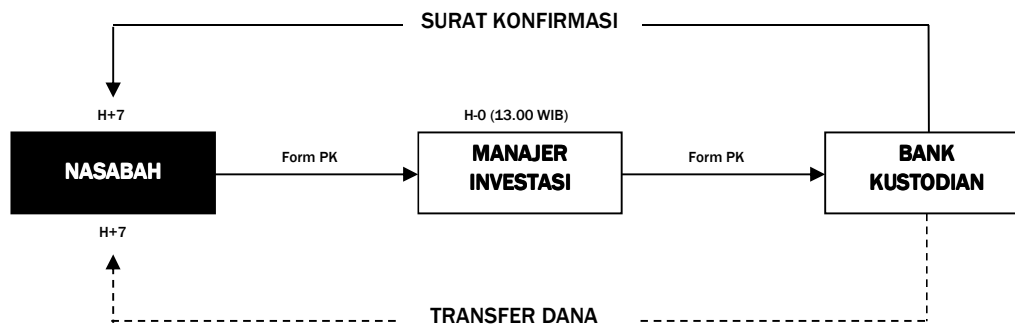 SURAT KONFIRMASI
H+7
H-0 (13.00 WIB)
NASABAH
Form PK
MANAJER
INVESTASI
Form PK
BANK
KUSTODIAN
H+7
TRANSFER DANA